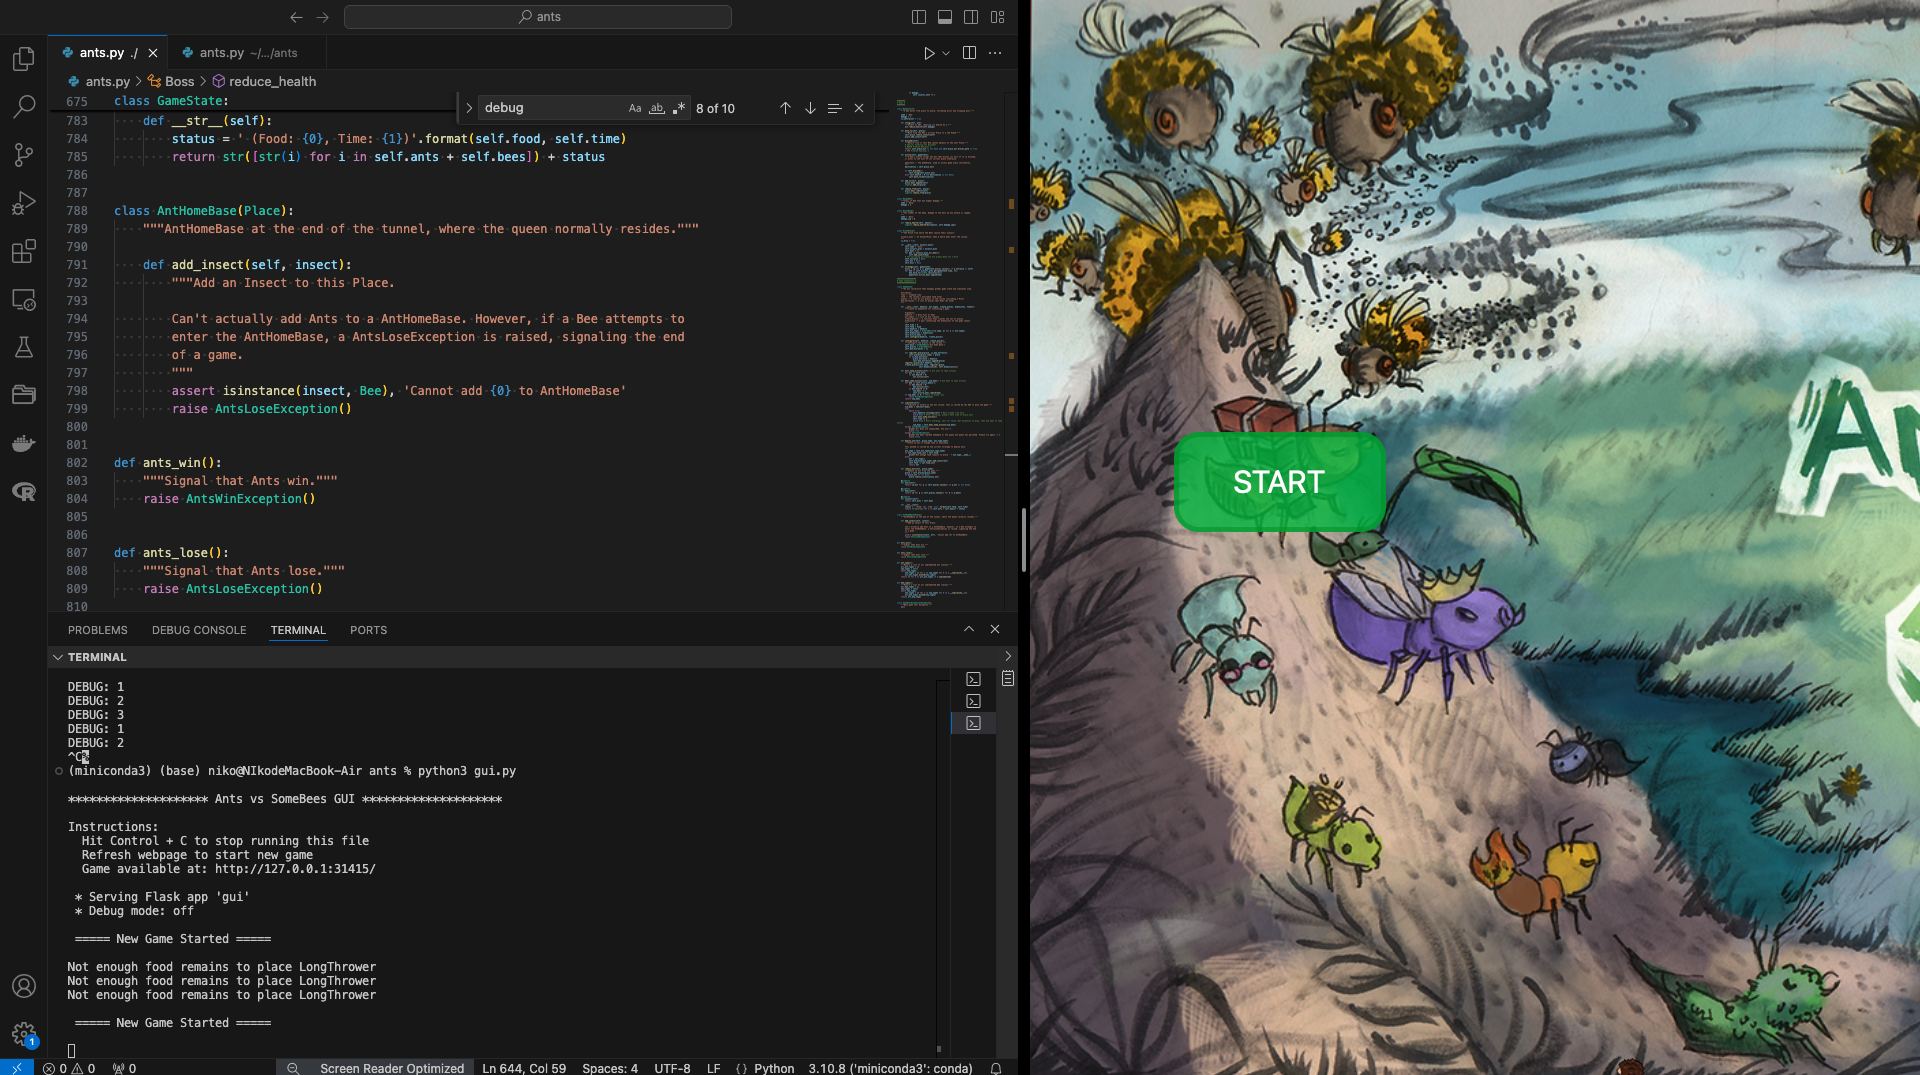 ants
ants.py ./
ants.py ~/.../ants
ants.py > Boss > reduce_health
debug
Aa ab .*
8 of 10
675 class GameState:
783 def __str__(self):
784 status = ' (Food: {0}, Time: {1})'.format(self.food, self.time)
785 return str([str(i) for i in self.ants + self.bees]) + status
786
787
788 class AntHomeBase(Place):
789 """AntHomeBase at the end of the tunnel, where the queen normally resides."""
790
791 def add_insect(self, insect):
792 """Add an Insect to this Place.
793
794 Can't actually add Ants to a AntHomeBase. However, if a Bee attempts to
795 enter the AntHomeBase, a AntsLoseException is raised, signaling the end
796 of a game.
797 """
798 assert isinstance(insect, Bee), 'Cannot add {0} to AntHomeBase'
799 raise AntsLoseException()
800
801
802 def ants_win():
803 """Signal that Ants win."""
804 raise AntsWinException()
805
806
807 def ants_lose():
808 """Signal that Ants lose."""
809 raise AntsLoseException()
810
PROBLEMS DEBUG CONSOLE TERMINAL PORTS
TERMINAL
DEBUG: 1
DEBUG: 2
DEBUG: 3
DEBUG: 1
DEBUG: 2
^C%
(miniconda3) (base) niko@NIkodeMacBook-Air ants % python3 gui.py
******************** Ants vs SomeBees GUI ********************
Instructions:
Hit Control + C to stop running this file
Refresh webpage to start new game
Game available at: http://127.0.0.1:31415/
* Serving Flask app 'gui'
* Debug mode: off
===== New Game Started =====
Not enough food remains to place LongThrower
Not enough food remains to place LongThrower
Not enough food remains to place LongThrower
===== New Game Started =====
1
0 0 0 Screen Reader Optimized Ln 644, Col 59 Spaces: 4 UTF-8 LF {} Python 3.10.8 ('miniconda3': conda)
START
An